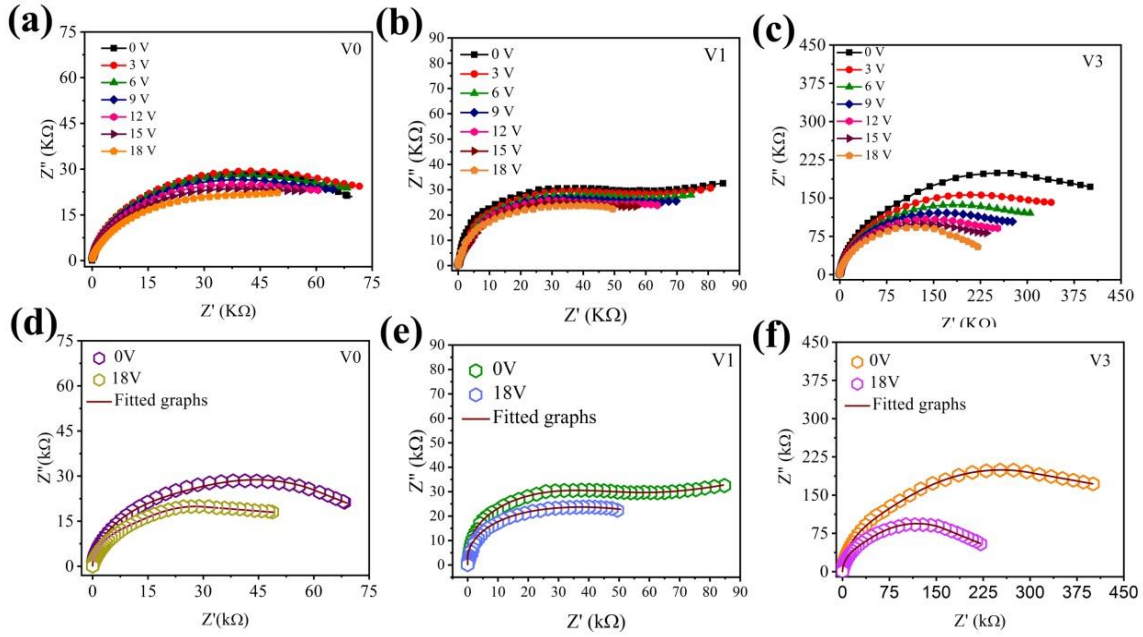 (a)
V0
0 V
3 V
6 V
9 V
12 V
15 V
18 V
75
60
45
30
15
0
Z" (KΩ)
0 15 30 45 60 75
Z' (KΩ)
(b)
V1
0 V
3 V
6 V
9 V
12 V
15 V
18 V
90
80
70
60
50
40
30
20
10
0
Z" (KΩ)
0 10 20 30 40 50 60 70 80 90
Z' (KΩ)
(c)
V3
0 V
3 V
6 V
9 V
12 V
15 V
18 V
450
375
300
225
150
75
0
Z" (KΩ)
0 75 150 225 300 375 450
Z' (KΩ)
(d)
V0
0V
18V
Fitted graphs
75
60
45
30
15
0
Z"(kΩ)
0 15 30 45 60 75
Z'(kΩ)
(e)
V1
0V
18V
Fitted graphs
90
80
70
60
50
40
30
20
10
0
Z"(kΩ)
0 10 20 30 40 50 60 70 80 90
Z'(kΩ)
(f)
V3
0V
18V
Fitted graphs
450
375
300
225
150
75
0
Z" (kΩ)
0 75 150 225 300 375 450
Z' (kΩ)